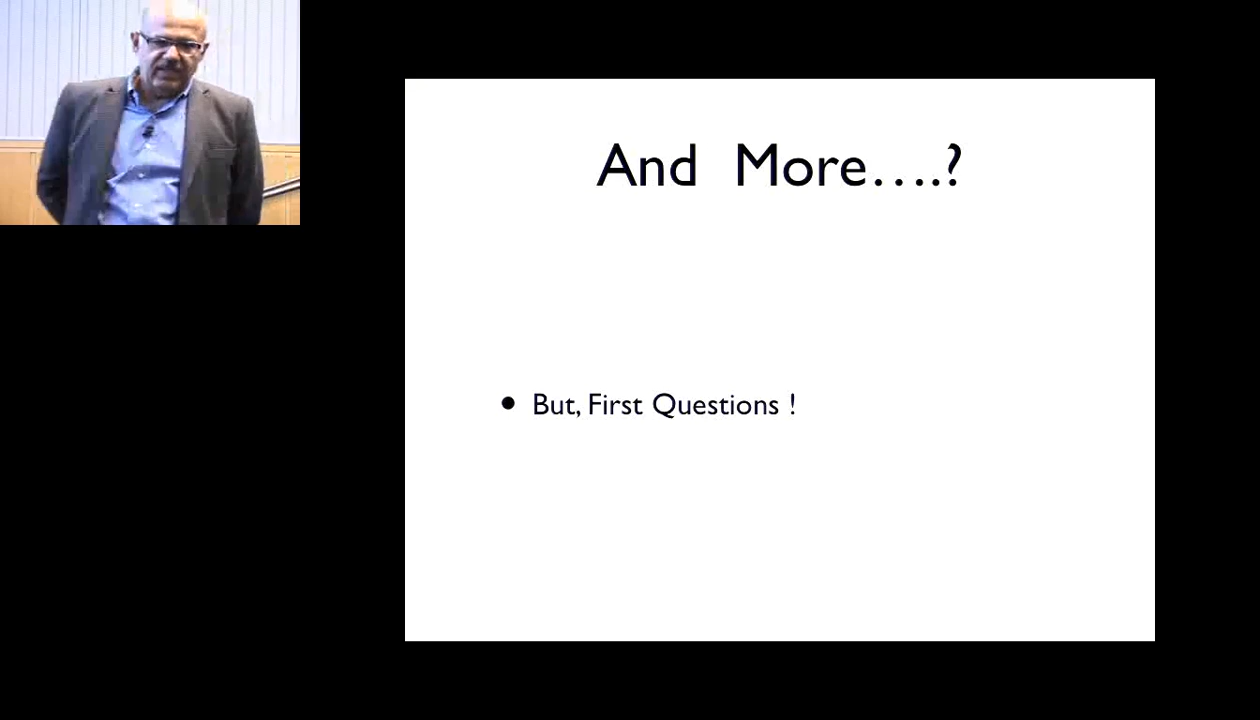 And More….?
• But, First Questions !